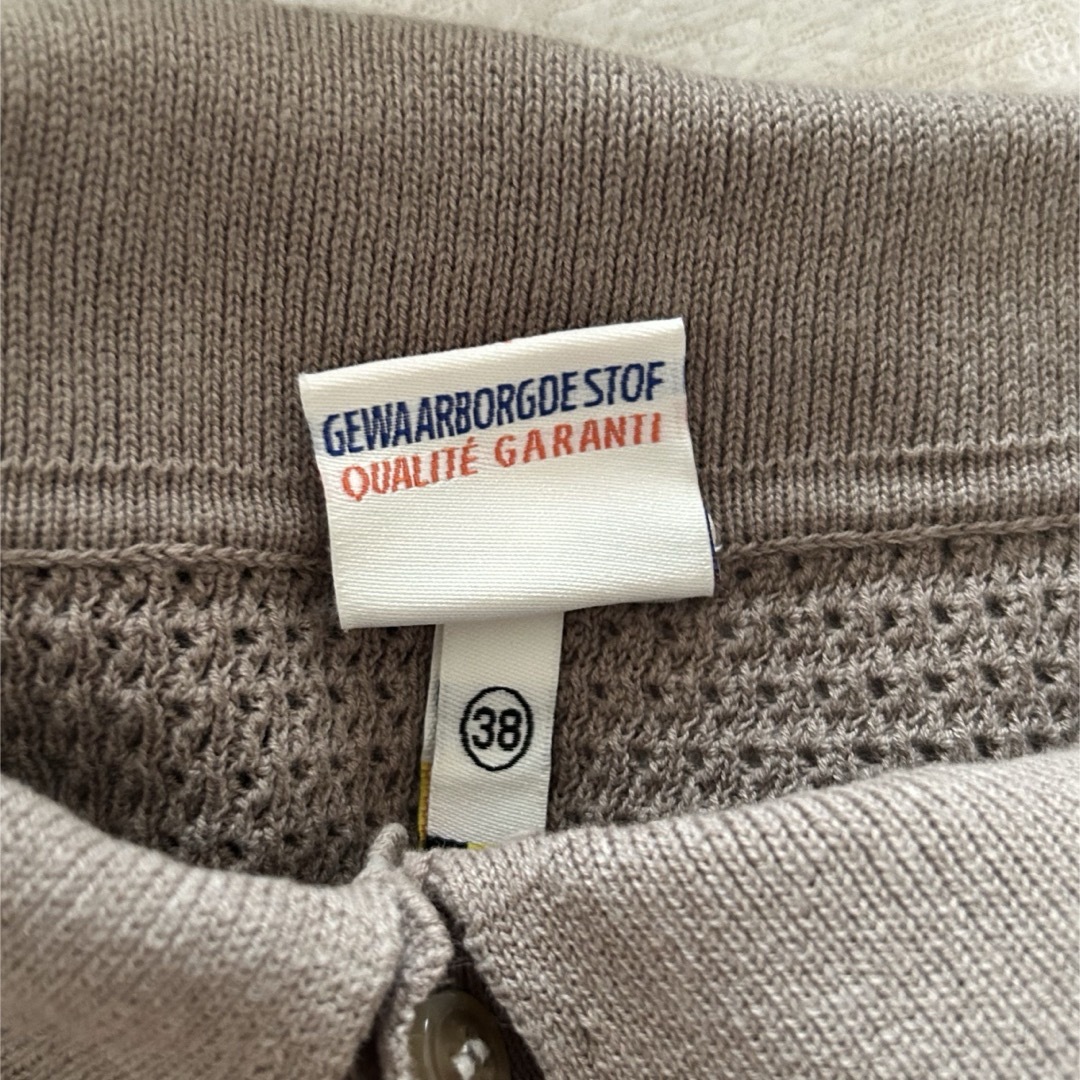 GEWAARBORGDE STOF
QUALITÉ GARANTI
38